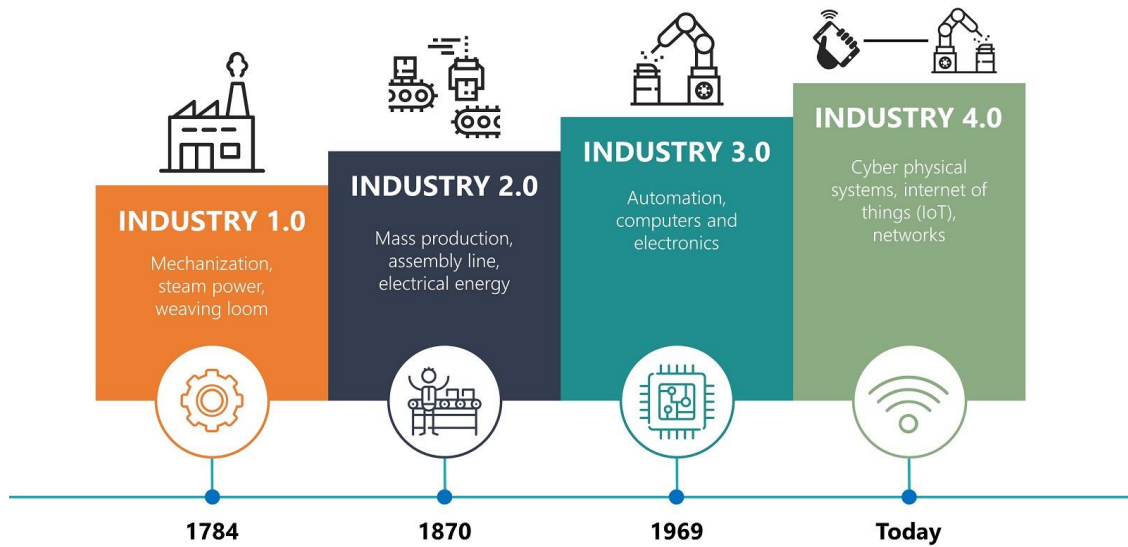 INDUSTRY 1.0
Mechanization,
steam power,
weaving loom
INDUSTRY 2.0
Mass production,
assembly line,
electrical energy
INDUSTRY 3.0
Automation,
computers and
electronics
INDUSTRY 4.0
Cyber physical
systems, internet of
things (IoT),
networks
1784
1870
1969
Today